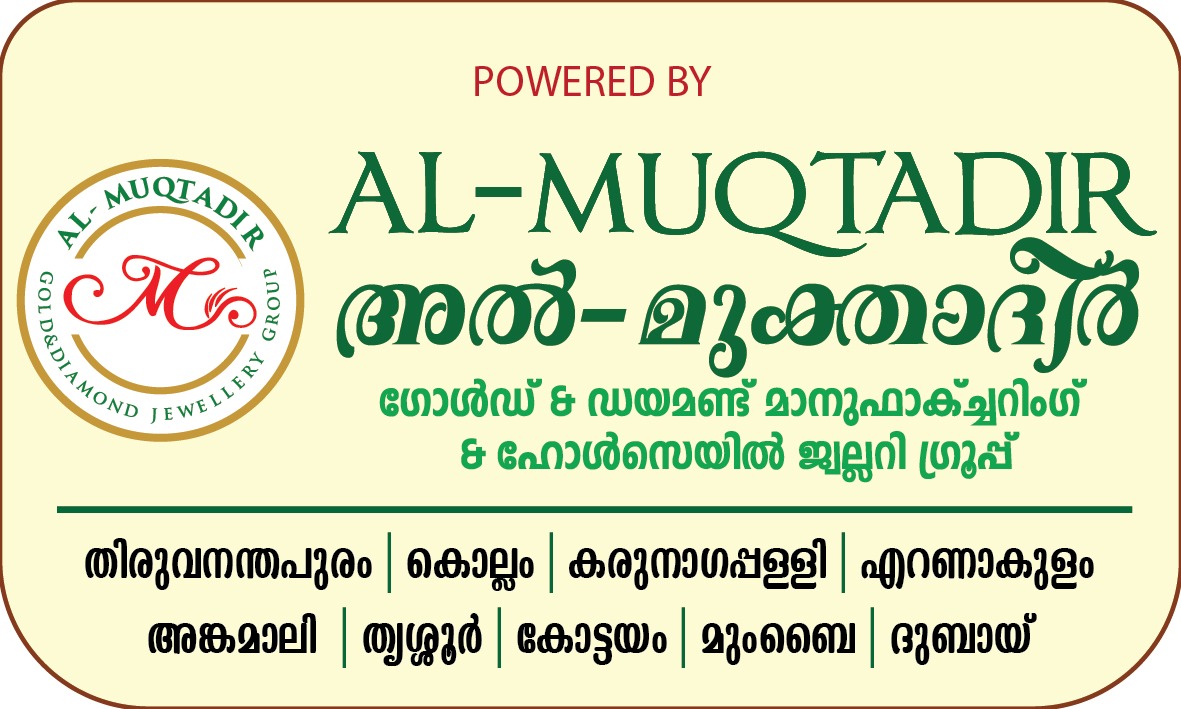 POWERED BY
AL-MUQTADIR
GOLD&DIAMOND JEWELLERY GROUP
M
AL-MUQTADIR
അൽ-മുക്താദിർ
ഗോൾഡ് & ഡയമണ്ട് മാനുഫാക്ച്ചറിംഗ്
& ഹോൾസെയിൽ ജ്വല്ലറി ഗ്രൂപ്പ്
തിരുവനന്തപുരം | കൊല്ലം | കരുനാഗപ്പള്ളി | എറണാകുളം
അങ്കമാലി | തൃശ്ശൂർ | കോട്ടയം | മുംബൈ | ദുബായ്